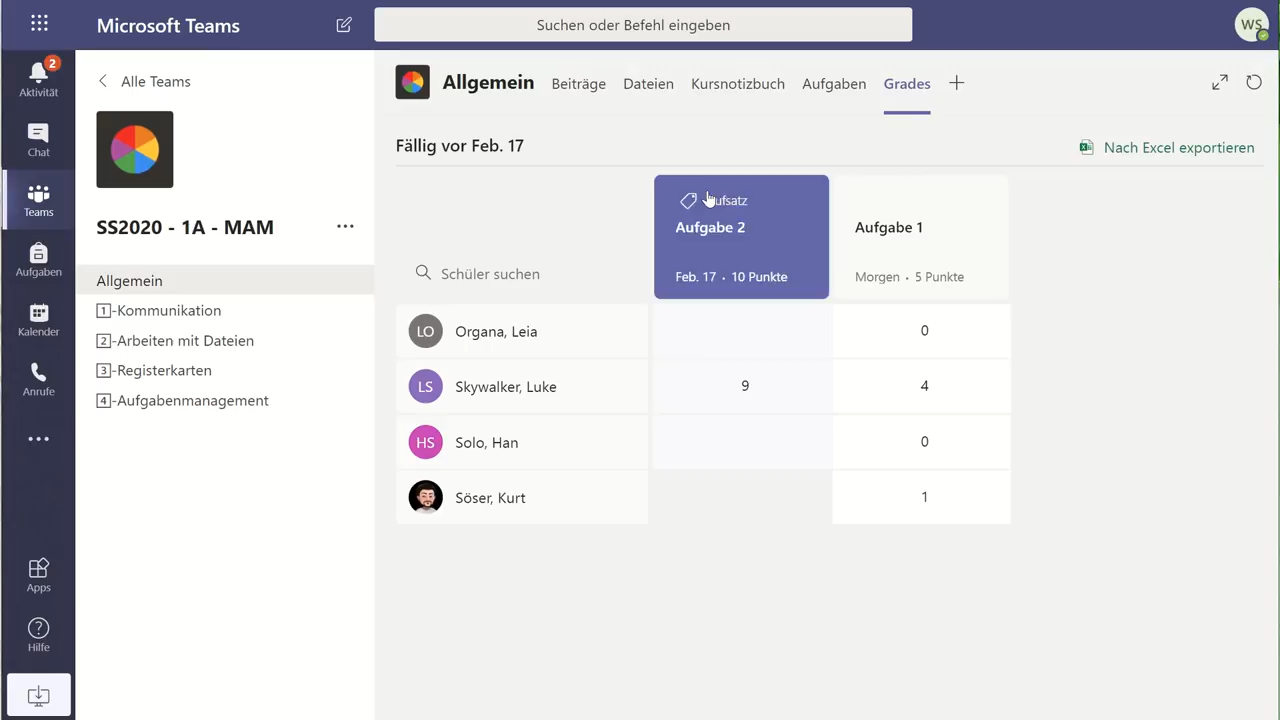 Microsoft Teams
Suchen oder Befehl eingeben
WS
2
Aktivität
Chat
Teams
Aufgaben
Kalender
Anrufe
Apps
Hilfe
Alle Teams
SS2020 - 1A - MAM
Allgemein
1-Kommunikation
2-Arbeiten mit Dateien
3-Registerkarten
4-Aufgabenmanagement
Allgemein Beiträge Dateien Kursnotizbuch Aufgaben Grades
Fällig vor Feb. 17
Nach Excel exportieren
Schüler suchen
ufsatz
Aufgabe 2
Feb. 17 · 10 Punkte
Aufgabe 1
Morgen · 5 Punkte
LO Organa, Leia 0
LS Skywalker, Luke 9 4
HS Solo, Han 0
Söser, Kurt 1